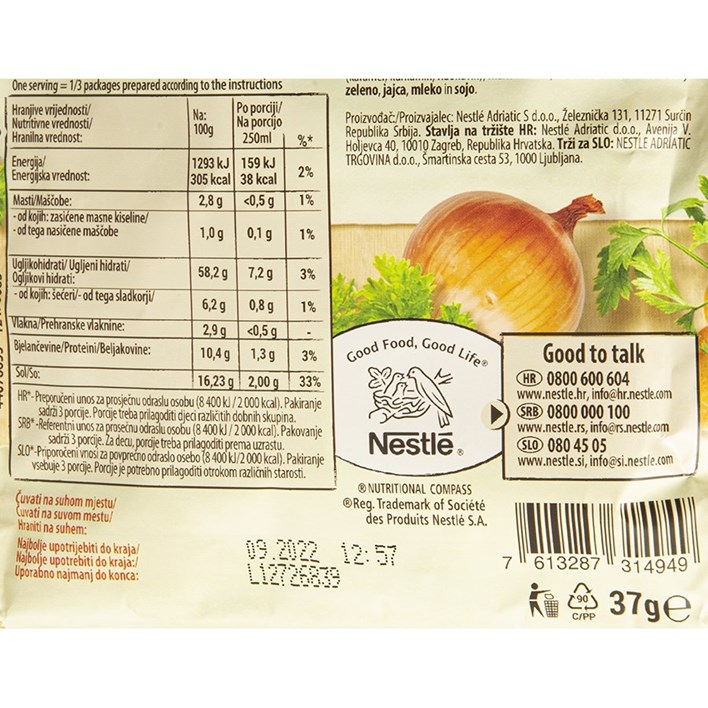 One serving = 1/3 packages prepared according to the instructions
Hranjive vrijednosti/
Nutritivne vrednosti/
Hranilna vrednost:
Na:
100g
Po porciji/
Na porcijo
250ml
%*
Energija/
Energijska vrednost:
1293 kJ
305 kcal
159 kJ
38 kcal
2%
Masti/Maščobe:
2,8 g
<0,5 g
1%
- od kojih: zasićene masne kiseline/
- od tega nasičene maščobe
1,0 g
0,1 g
1%
Ugljikohidrati/ Ugljeni hidrati/
Ogljikovi hidrati:
58,2 g
7,2 g
3%
- od kojih: šećeri/- od tega sladkorji/
6,2 g
0,8 g
1%
Vlakna/Prehranske vlaknine:
2,9 g
<0,5 g
-
Bjelančevine/Proteini/Beljakovine:
10,4 g
1,3 g
3%
Sol/So:
16,23 g
2,00 g
33%
HR*- Preporučeni unos za prosječnu odraslu osobu (8 400 kJ / 2 000 kcal). Pakiranje
sadrži 3 porcije. Porcije treba prilagoditi djeci različitih dobnih skupina.
SRB*-Referentni unos za prosečnu odraslu osobu (8 400 kJ/2 000 kcal). Pakovanje
sadrži 3 porcije. Za decu, porcije treba prilagoditi prema uzrastu.
SLO*-Priporočeni vnosi za povprečno odraslo osebo (8 400 kJ/2 000 kcal). Pakiranje
vsebuje 3 porcije. Porcije je potrebno prilagoditi otrokom različnih starosti.
Čuvati na suhom mjestu/
Čuvati na suvom mestu/
Hraniti na suhem:
Najbolje upotrijebiti do kraja/
Najbolje upotrebiti do kraja:/
Uporabno najmanj do konca:
09.2022 12:57
L12726839
zeleno, jajca, mleko in sojo.
Proizvođač/Proizvajalec: Nestlé Adriatic S d.o.o., Železnička 131, 11271 Surčin
Republika Srbija. Stavlja na tržište HR: Nestlé Adriatic d.o.o., Avenija V.
Holjevca 40, 10010 Zagreb, Republika Hrvatska. Trži za SLO: NESTLÉ ADRIATIC
TRGOVINA d.o.o., Šmartinska cesta 53, 1000 Ljubljana.
Good Food, Good Life®
Nestlé®
® NUTRITIONAL COMPASS
® Reg. Trademark of Société
des Produits Nestlé S.A.
Good to talk
HR 0800 600 604
www.nestle.hr, info@hr.nestle.com
SRB 0800 000 100
www.nestle.rs, info@rs.nestle.com
SLO 080 45 05
www.nestle.si, info@si.nestle.com
7 613287 314949
90
C/PP
37g e